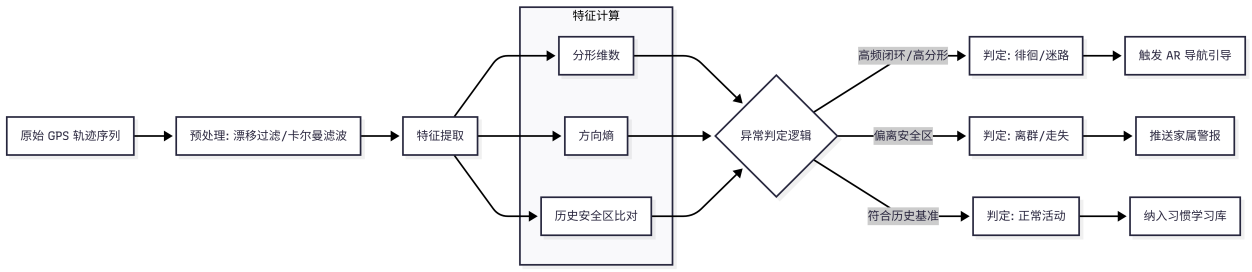 特征计算
原始 GPS 轨迹序列
预处理: 漂移过滤/卡尔曼滤波
特征提取
分形维数
方向熵
历史安全区比对
异常判定逻辑
高频闭环/高分形
判定: 徘徊/迷路
触发 AR 导航引导
偏离安全区
判定: 离群/走失
推送家属警报
符合历史基准
判定: 正常活动
纳入习惯学习库